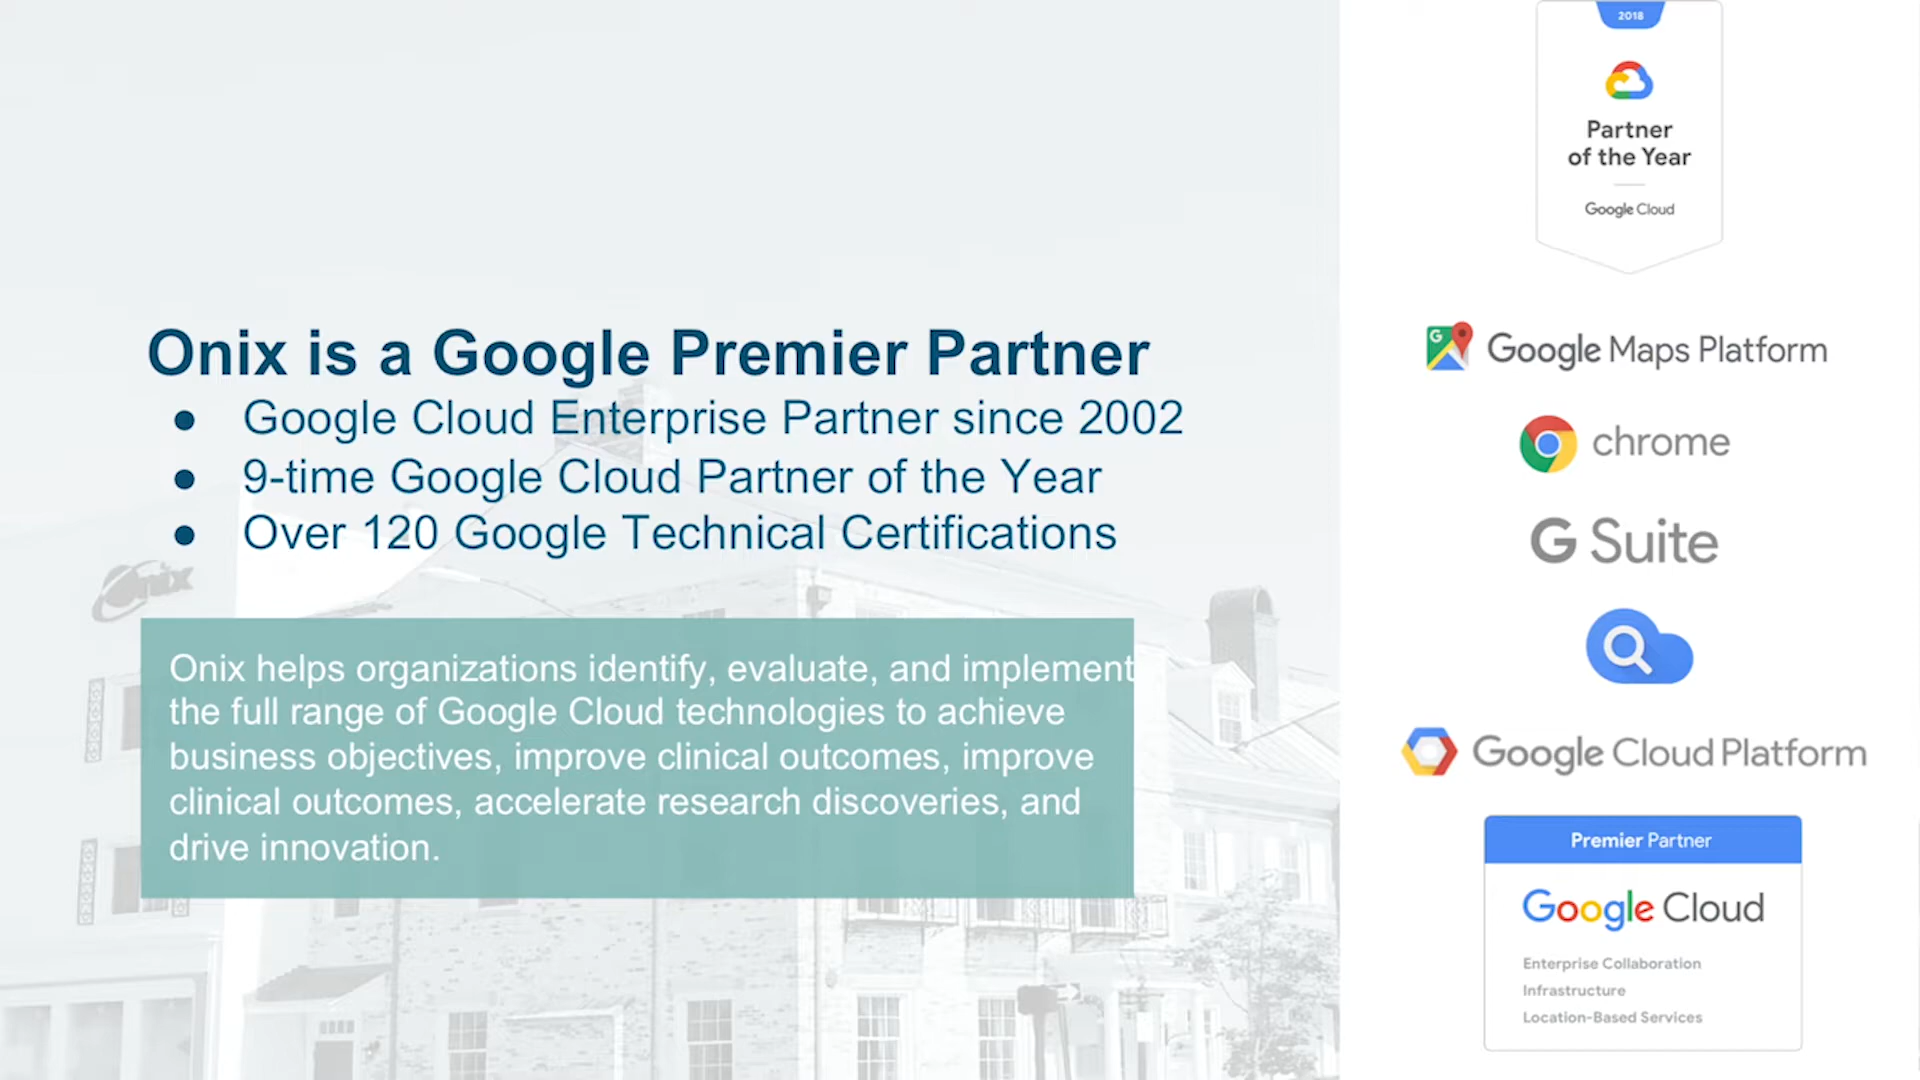 Onix is a Google Premier Partner
● Google Cloud Enterprise Partner since 2002
● 9-time Google Cloud Partner of the Year
● Over 120 Google Technical Certifications
Onix
Onix helps organizations identify, evaluate, and implement
the full range of Google Cloud technologies to achieve
business objectives, improve clinical outcomes, improve
clinical outcomes, accelerate research discoveries, and
drive innovation.
2018
Partner
of the Year
Google Cloud
G
Google Maps Platform
chrome
G Suite
Google Cloud Platform
Premier Partner
Google Cloud
Enterprise Collaboration
Infrastructure
Location-Based Services